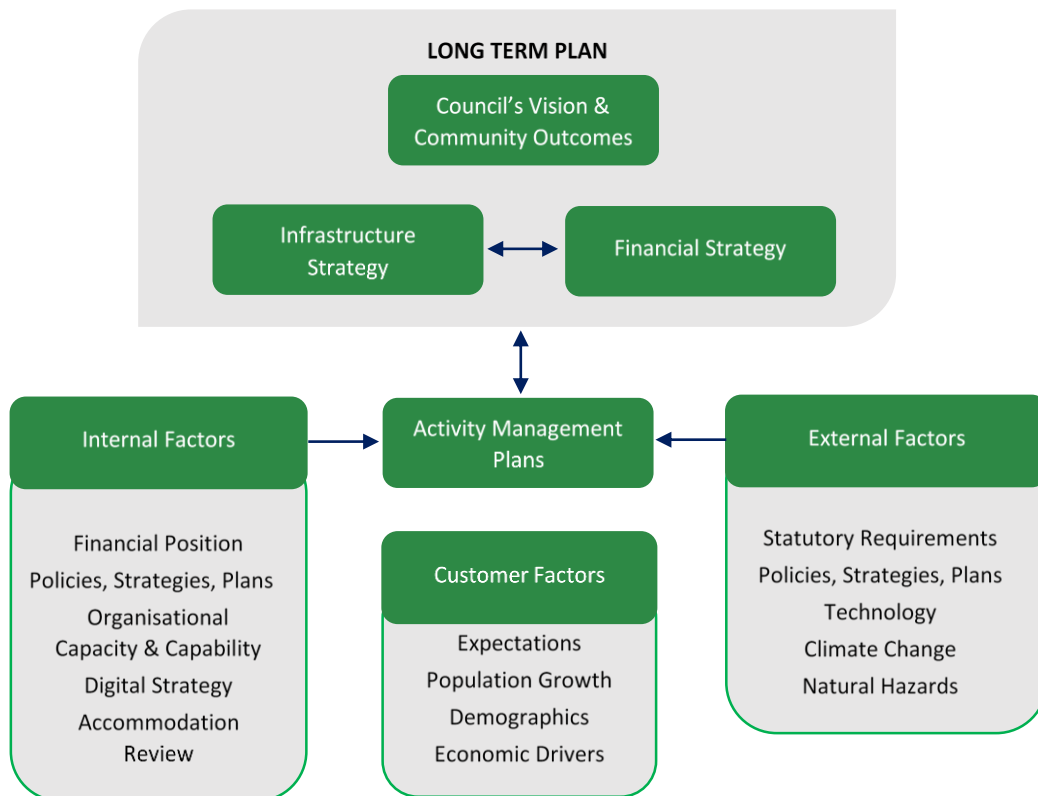 LONG TERM PLAN
Council’s Vision &
Community Outcomes
Infrastructure
Strategy
Financial Strategy
Internal Factors
Financial Position
Policies, Strategies, Plans
Organisational
Capacity & Capability
Digital Strategy
Accommodation
Review
Activity Management
Plans
Customer Factors
Expectations
Population Growth
Demographics
Economic Drivers
External Factors
Statutory Requirements
Policies, Strategies, Plans
Technology
Climate Change
Natural Hazards